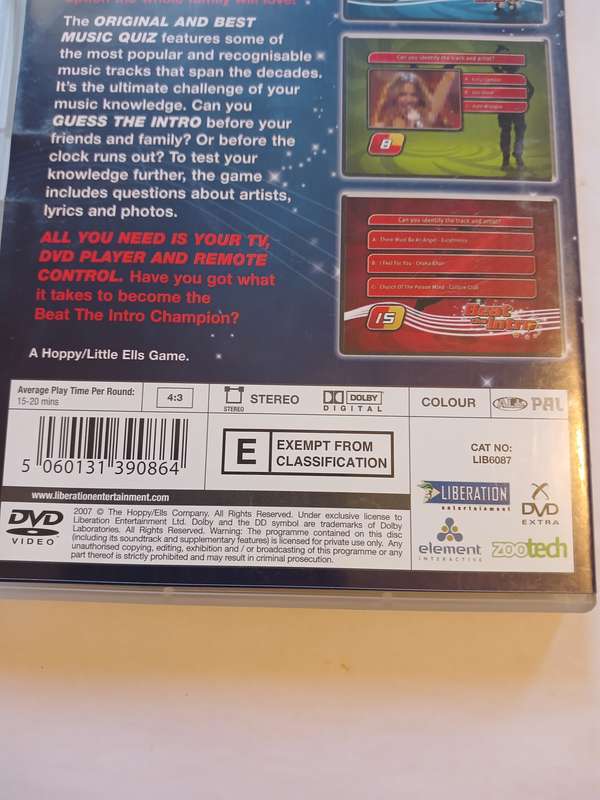 option the whole family will love!
The ORIGINAL AND BEST
MUSIC QUIZ features some of
the most popular and recognisable
music tracks that span the decades.
It's the ultimate challenge of your
music knowledge. Can you
GUESS THE INTRO before your
friends and family? Or before the
clock runs out? To test your
knowledge further, the game
includes questions about artists,
lyrics and photos.
ALL YOU NEED IS YOUR TV,
DVD PLAYER AND REMOTE
CONTROL. Have you got what
it takes to become the
Beat The Intro Champion?
A Hoppy/Little Ells Game.
Can you identify the track and artist?
8
Can you identify the track and artist?
A: There Must Be An Angel - Eurythmics
B: I Feel For You - Chaka Khan
C: Church Of The Poison Mind - Culture Club
15
Beat
the Intro
Average Play Time Per Round:
15-20 mins
4:3
STEREO
STEREO
DOLBY
DIGITAL
COLOUR
PAL
5 060131 390864
E
EXEMPT FROM
CLASSIFICATION
CAT NO:
LIB6087
www.liberationentertainment.com
DVD
VIDEO
2007 © The Hoppy/Ells Company. All Rights Reserved. Under exclusive license to
Liberation Entertainment Ltd. Dolby and the DD symbol are trademarks of Dolby
Laboratories. All Rights Reserved. Warning: The programme contained on this disc
(including its soundtrack and supplementary features) is licensed for private use only. Any
unauthorised copying, editing, exhibition and / or broadcasting of this programme or any
part thereof is strictly prohibited and may result in criminal prosecution.
LIBERATION
entertainment
DVD
EXTRA
element
INTERACTIVE
zootech